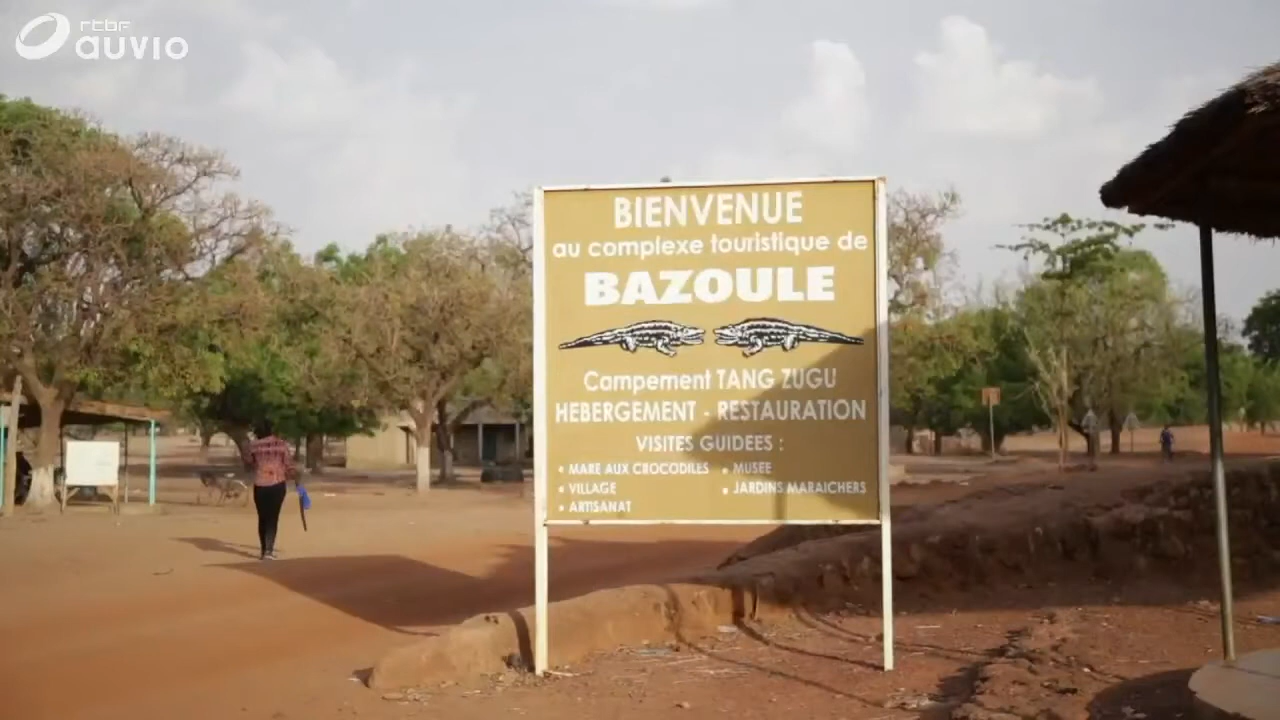 rtbf
auvio
BIENVENUE
au complexe touristique de
BAZOULE
Campement TANG ZUGU
HEBERGEMENT - RESTAURATION
VISITES GUIDEES :
• MARE AUX CROCODILES • MUSEE
• VILLAGE • JARDINS MARAICHERS
• ARTISANAT